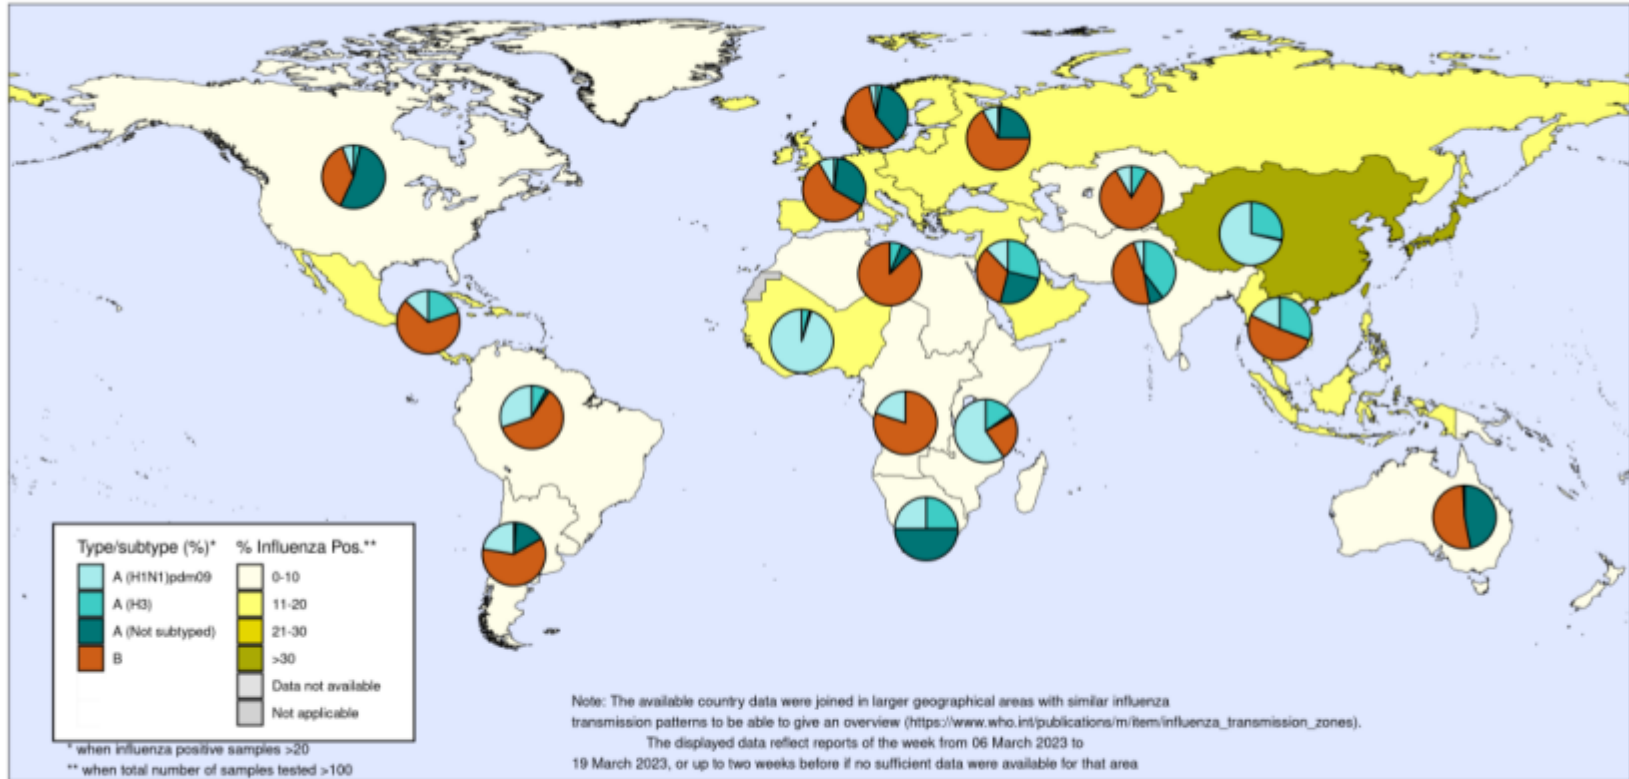 Type/subtype (%)*
A (H1N1)pdm09
A (H3)
A (Not subtyped)
B
% Influenza Pos.**
0-10
11-20
21-30
>30
Data not available
Not applicable
* when influenza positive samples >20
** when total number of samples tested >100
Note: The available country data were joined in larger geographical areas with similar influenza
transmission patterns to be able to give an overview (https://www.who.int/publications/m/item/influenza_transmission_zones).
The displayed data reflect reports of the week from 06 March 2023 to
19 March 2023, or up to two weeks before if no sufficient data were available for that area